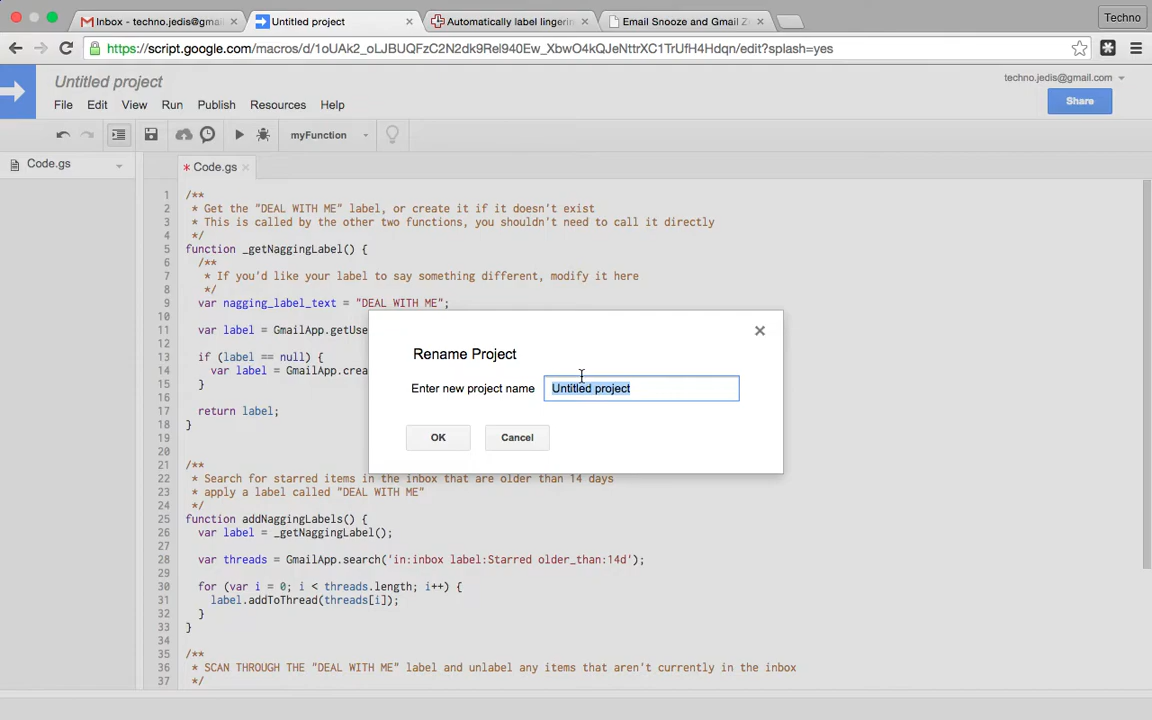 Inbox - techno.jedis@gmai
Untitled project
Automatically label lingerin
Email Snooze and Gmail Z
Techno
https://script.google.com/macros/d/1oUAk2_oLJBUQFzC2N2dk9Rel940Ew_XbwO4kQJeNttrXC1TrUfH4Hdqn/edit?splash=yes
Untitled project
techno.jedis@gmail.com
File Edit View Run Publish Resources Help
Share
myFunction
Code.gs
* Code.gs
1 /**
2 * Get the "DEAL WITH ME" label, or create it if it doesn't exist
3 * This is called by the other two functions, you shouldn't need to call it directly
4 */
5 function _getNaggingLabel() {
6 /**
7 * If you'd like your label to say something different, modify it here
8 */
9 var nagging_label_text = "DEAL WITH ME";
10
11 var label = GmailApp.getUse
12
13 if (label == null) {
14 var label = GmailApp.crea
15 }
16
17 return label;
18 }
19
20
21 /**
22 * Search for starred items in the inbox that are older than 14 days
23 * apply a label called "DEAL WITH ME"
24 */
25 function addNaggingLabels() {
26 var label = _getNaggingLabel();
27
28 var threads = GmailApp.search('in:inbox label:Starred older_than:14d');
29
30 for (var i = 0; i < threads.length; i++) {
31 label.addToThread(threads[i]);
32 }
33 }
34
35 /**
36 * SCAN THROUGH THE "DEAL WITH ME" label and unlabel any items that aren't currently in the inbox
37 */
Rename Project
Enter new project name Untitled project
OK Cancel